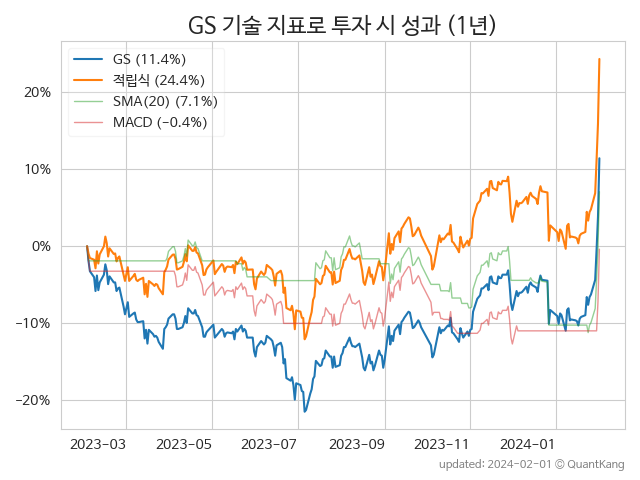 GS 기술 지표로 투자 시 성과 (1년)
GS (11.4%)
적립식 (24.4%)
SMA(20) (7.1%)
MACD (−0.4%)
20%
10%
0%
−10%
−20%
2023-03 2023-05 2023-07 2023-09 2023-11 2024-01
updated: 2024-02-01 © QuantKang